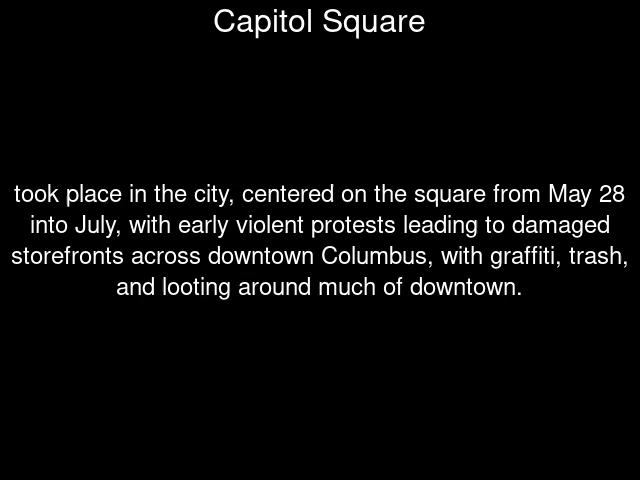 Capitol Square
took place in the city, centered on the square from May 28
into July, with early violent protests leading to damaged
storefronts across downtown Columbus, with graffiti, trash,
and looting around much of downtown.